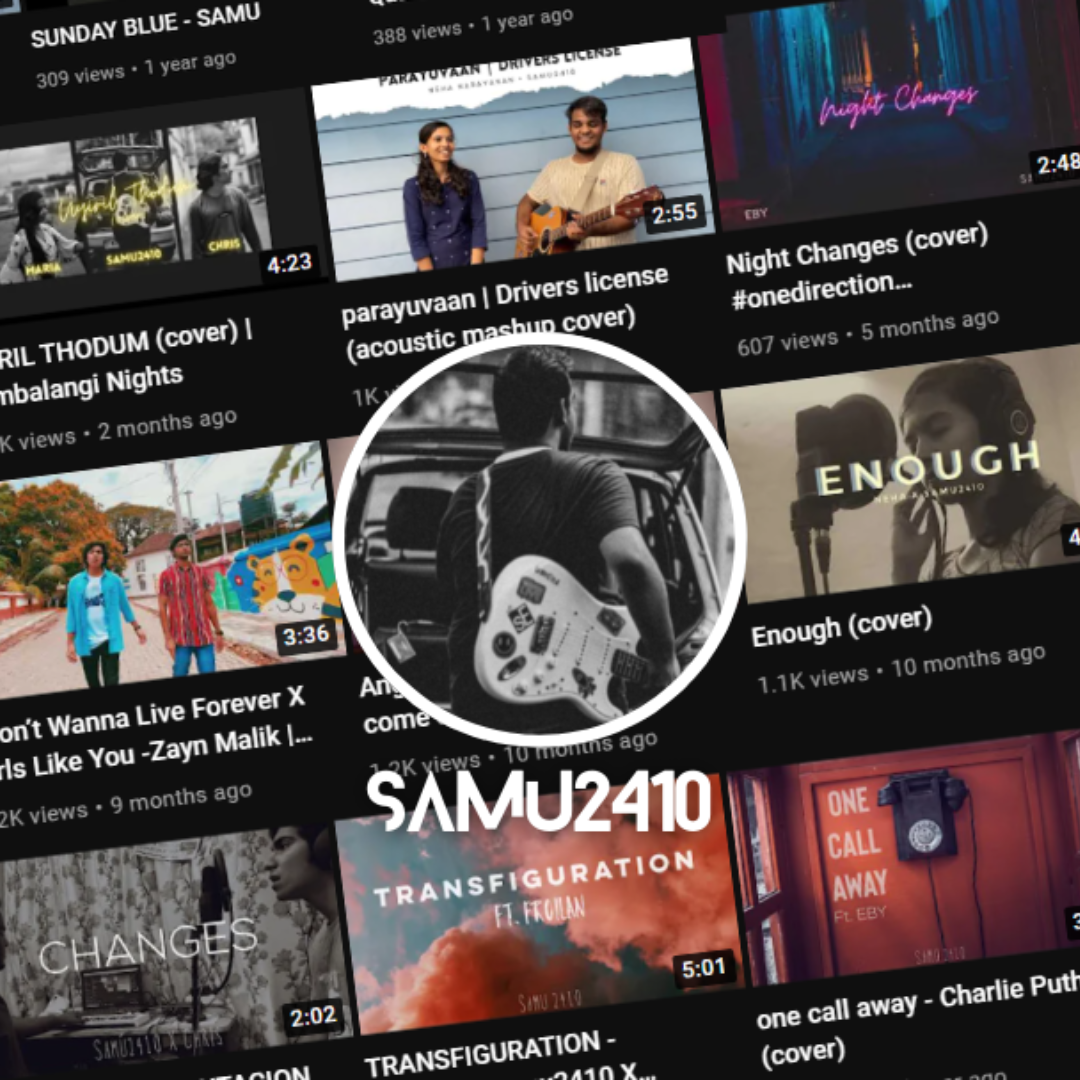 SUNDAY BLUE - SAMU
309 views • 1 year ago
388 views • 1 year ago
MARIA
SAMU2410
CHRIS
4:23
RIL THODUM (cover) |
mbalangi Nights
K views • 2 months ago
PARAYUVAAN | DRIVERS LICENSE
NEHA NARAYANAN • SAMU2410
2:55
parayuvaan | Drivers license
(acoustic mashup cover)
1K
Night Changes
EBY
2:48
Night Changes (cover)
#onedirection...
607 views • 5 months ago
3:36
on't Wanna Live Forever X
rls Like You -Zayn Malik |...
2K views • 9 months ago
come
1.2K views • 10 months ago
ENOUGH
NEHA X SAMU2410
4
Enough (cover)
1.1K views • 10 months ago
SAMU2410
CHANGES
SAMU2410 X CHRIS
2:02
TRANSFIGURATION
FT. FROILAN
SAMU 2410
5:01
TRANSFIGURATION -
2410 X...
ONE
CALL
AWAY
Ft. EBY
SAMU 2410
3
one call away - Charlie Puth
(cover)